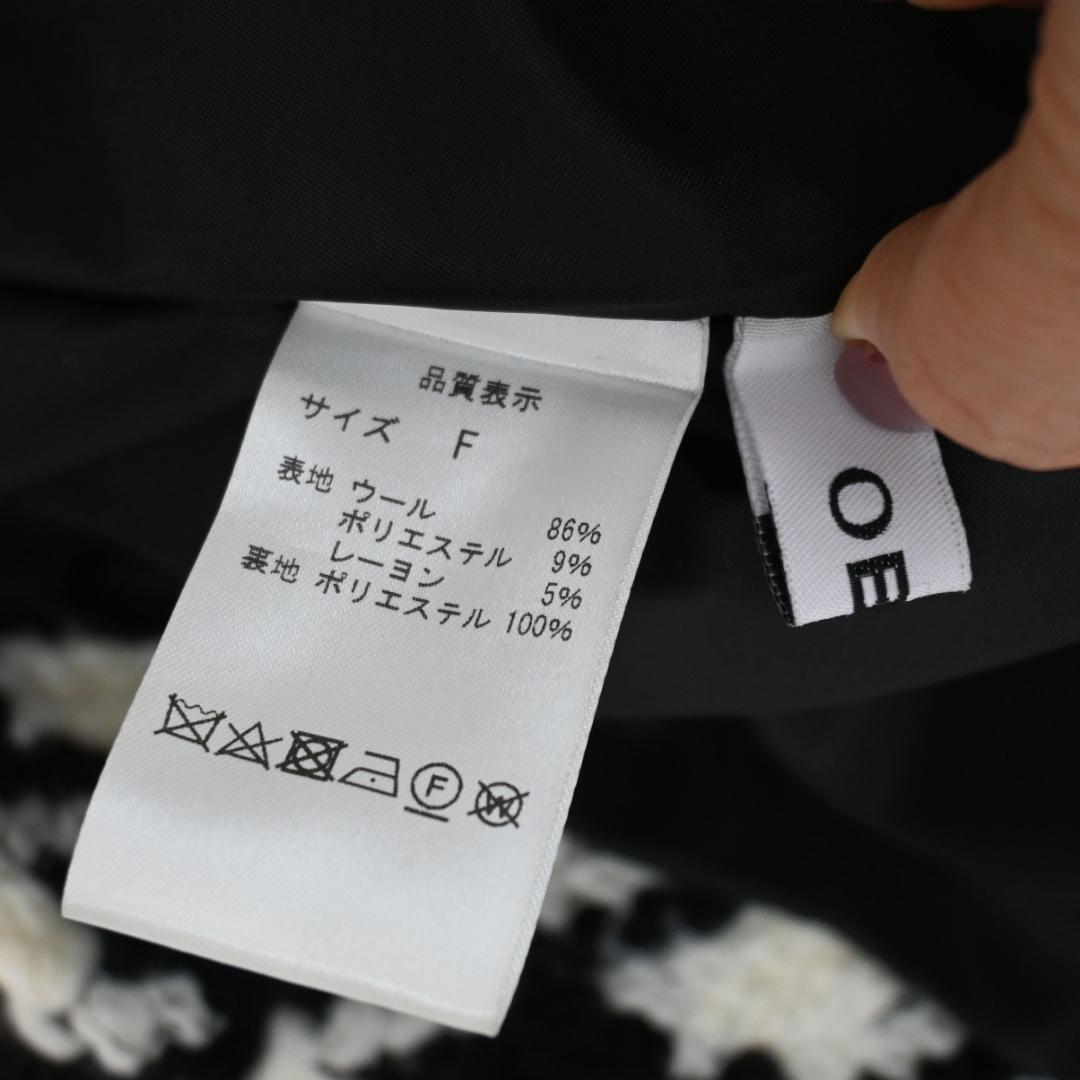 品質表示
サイズ F
表地 ウール 86%
ポリエステル 9%
レーヨン 5%
裏地 ポリエステル 100%
F
W
OE